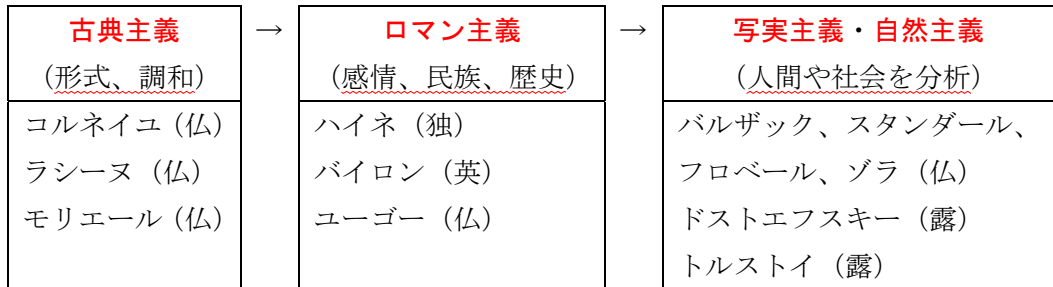 古典主義
(形式、調和)
コルネイユ(仏)
ラシーヌ(仏)
モリエール(仏)
→
ロマン主義
(感情、民族、歴史)
ハイネ(独)
バイロン(英)
ユーゴー(仏)
→
写実主義・自然主義
(人間や社会を分析)
バルザック、スタンダール、
フロベール、ゾラ(仏)
ドストエフスキー(露)
トルストイ(露)